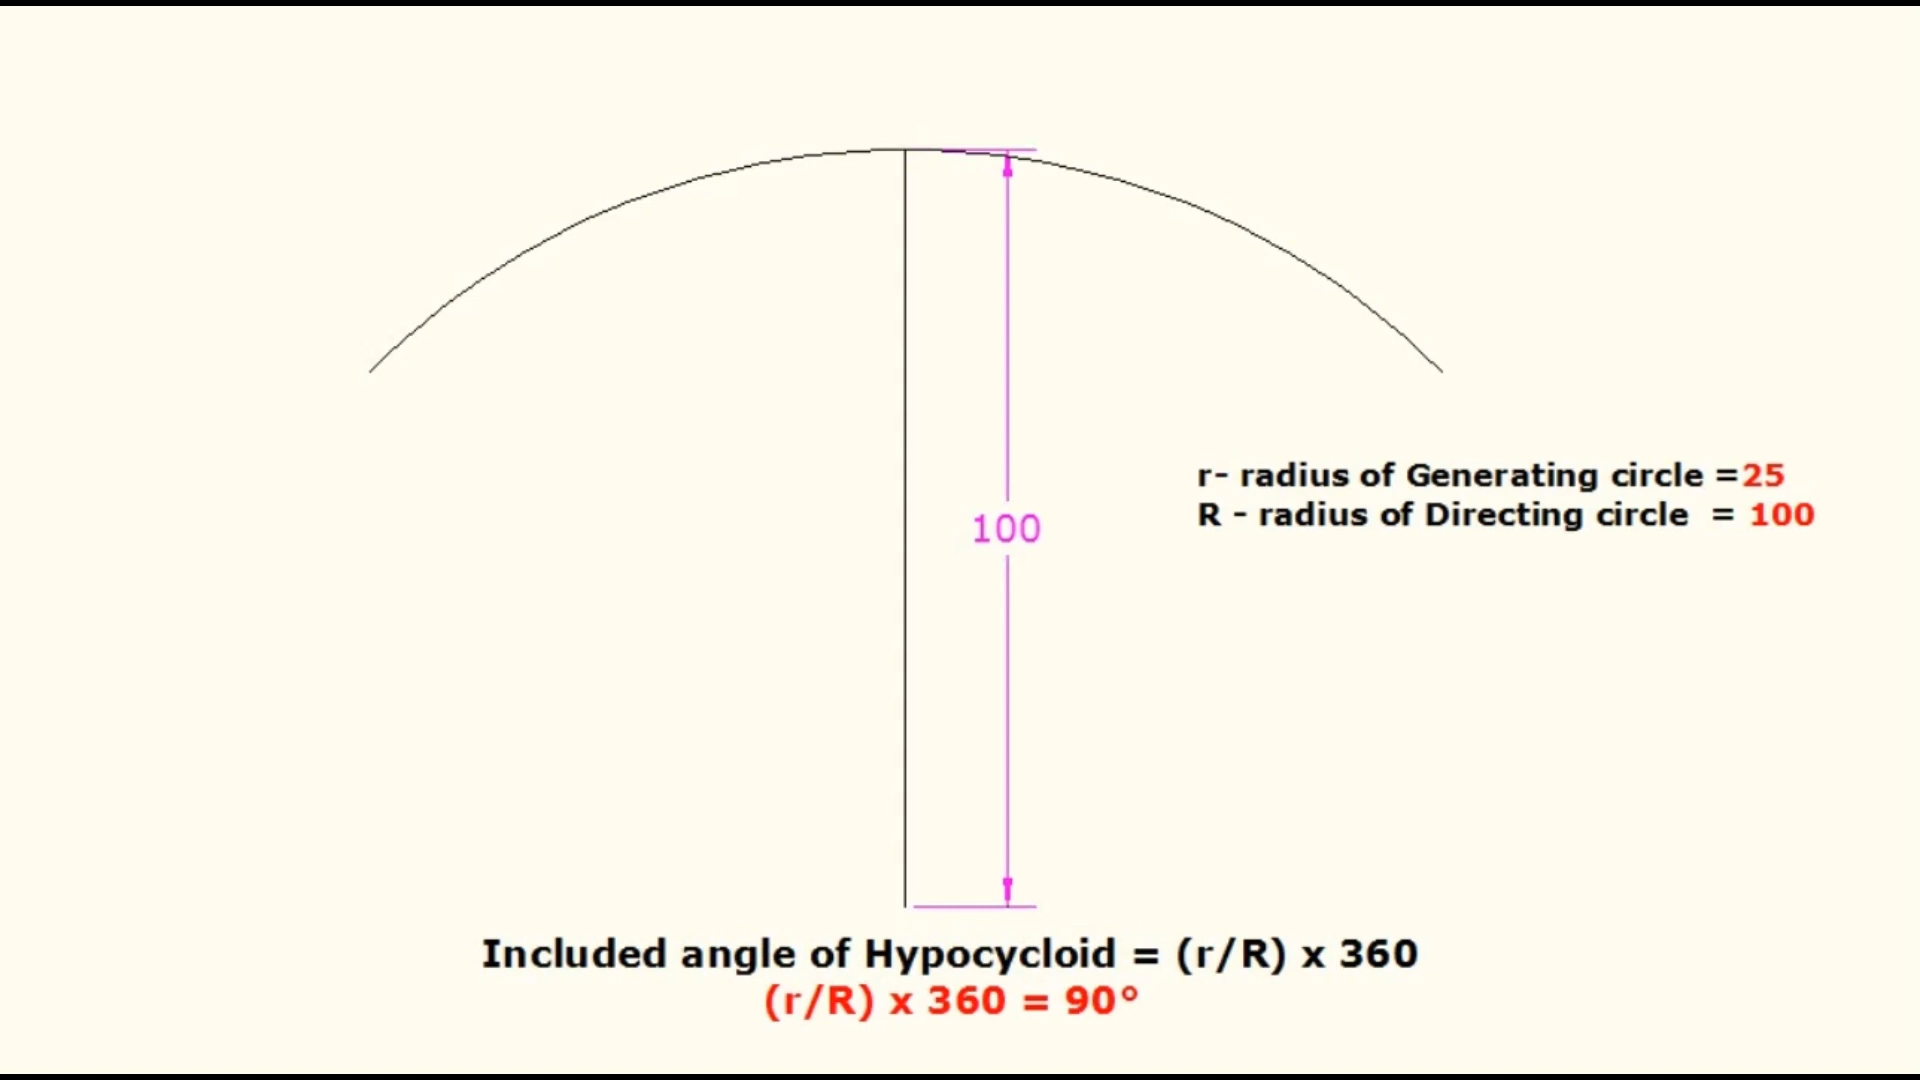 r- radius of Generating circle =25
R - radius of Directing circle = 100
100
Included angle of Hypocycloid = (r/R) x 360
(r/R) x 360 = 90°